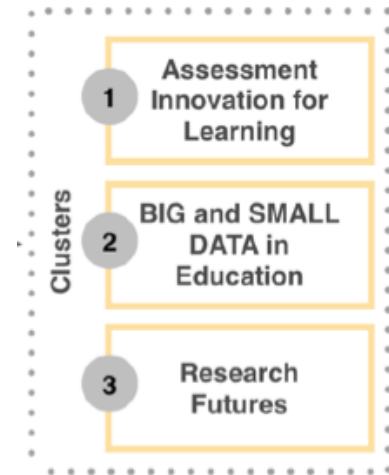 Clusters
1
Assessment
Innovation for
Learning
2
BIG and SMALL
DATA in
Education
3
Research
Futures